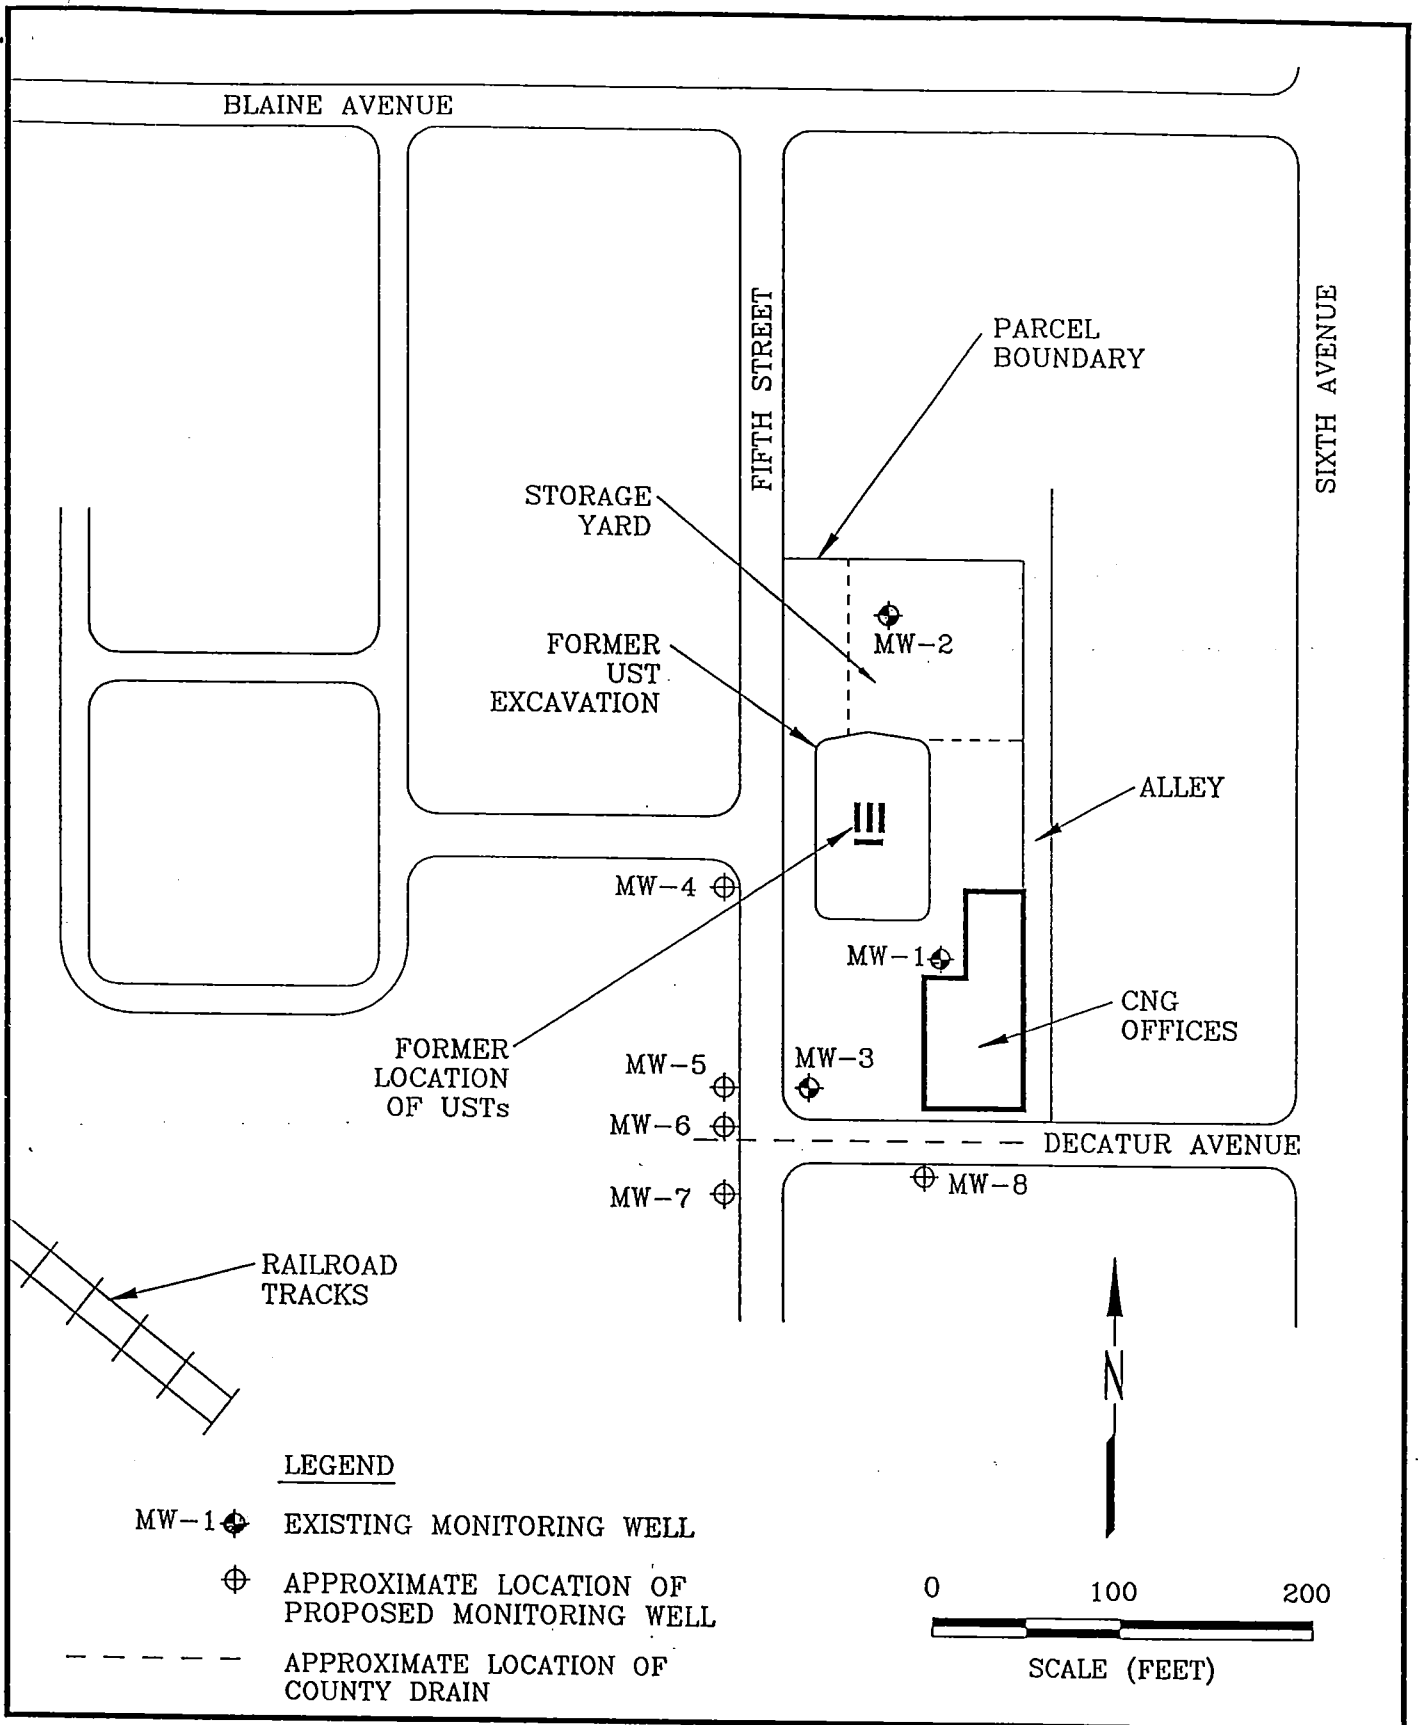 BLAINE AVENUE
FIFTH STREET
SIXTH AVENUE
PARCEL
BOUNDARY
STORAGE
YARD
MW-2
FORMER
UST
EXCAVATION
ALLEY
MW-4
MW-1
CNG
OFFICES
FORMER
LOCATION
OF USTs
MW-5
MW-3
MW-6
DECATUR AVENUE
MW-7
MW-8
RAILROAD
TRACKS
N
LEGEND
MW-1 EXISTING MONITORING WELL
APPROXIMATE LOCATION OF
PROPOSED MONITORING WELL
APPROXIMATE LOCATION OF
COUNTY DRAIN
0 100 200
SCALE (FEET)